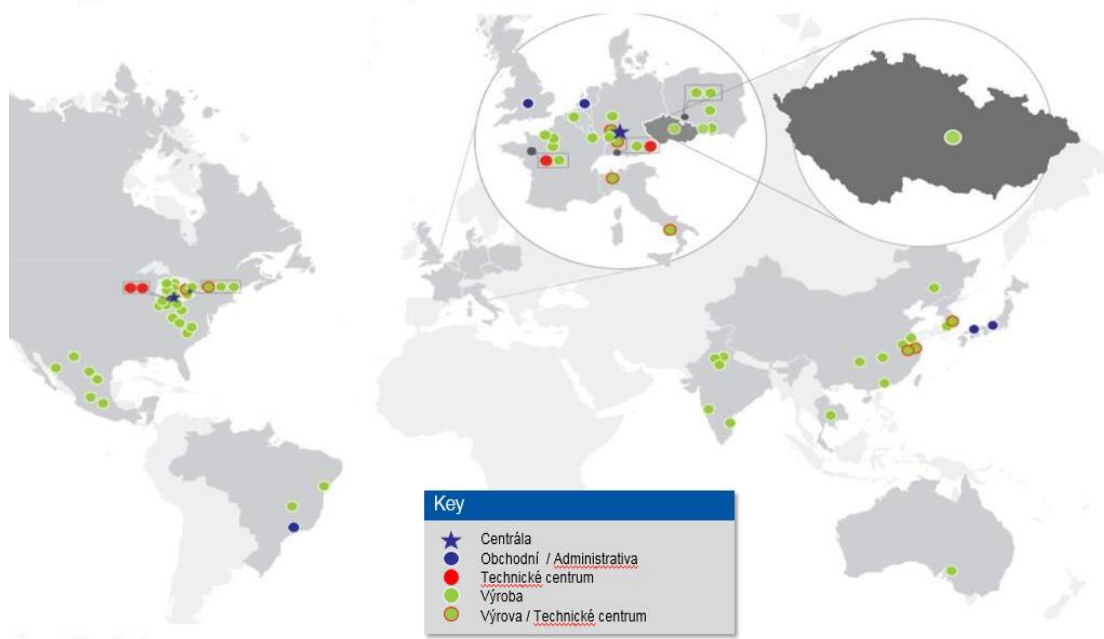 Key
Centrála
Obchodní / Administrativa
Technické centrum
Výroba
Výrova / Technické centrum